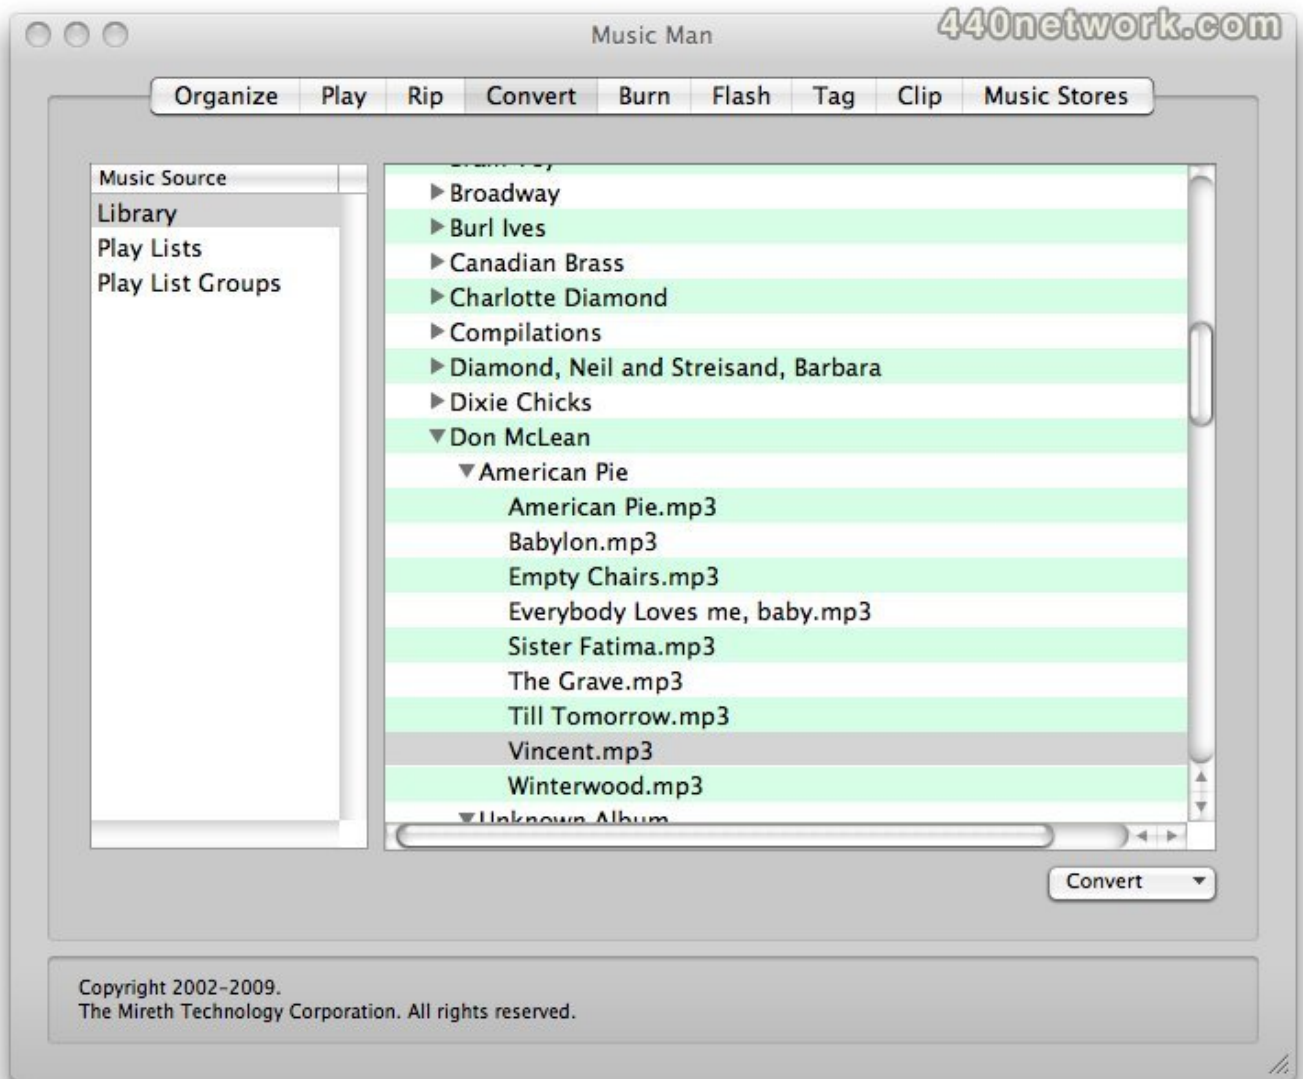 440network.com
Music Man
Organize Play Rip Convert Burn Flash Tag Clip Music Stores
Music Source
Library
Play Lists
Play List Groups
Broadway
Burl Ives
Canadian Brass
Charlotte Diamond
Compilations
Diamond, Neil and Streisand, Barbara
Dixie Chicks
Don McLean
American Pie
American Pie.mp3
Babylon.mp3
Empty Chairs.mp3
Everybody Loves me, baby.mp3
Sister Fatima.mp3
The Grave.mp3
Till Tomorrow.mp3
Vincent.mp3
Winterwood.mp3
Unknown Album
Convert
Copyright 2002-2009.
The Mireth Technology Corporation. All rights reserved.